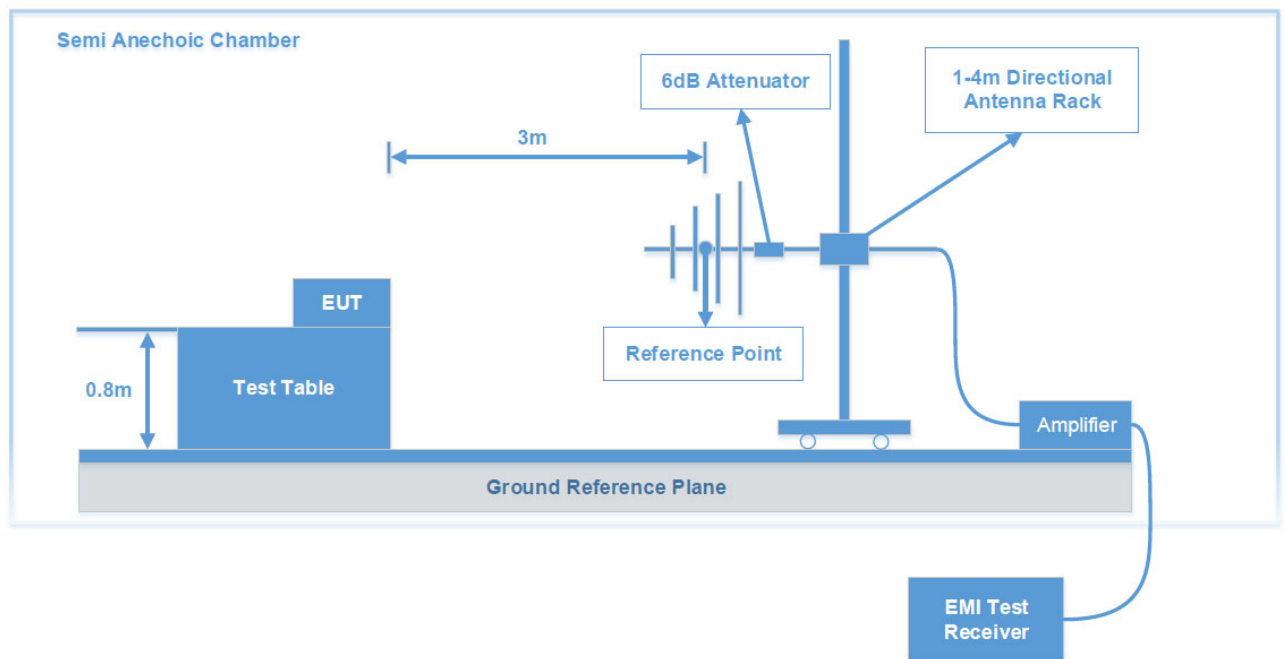 Semi Anechoic Chamber
6dB Attenuator
1-4m Directional
Antenna Rack
3m
EUT
Reference Point
0.8m
Test Table
Amplifier
Ground Reference Plane
EMI Test
Receiver